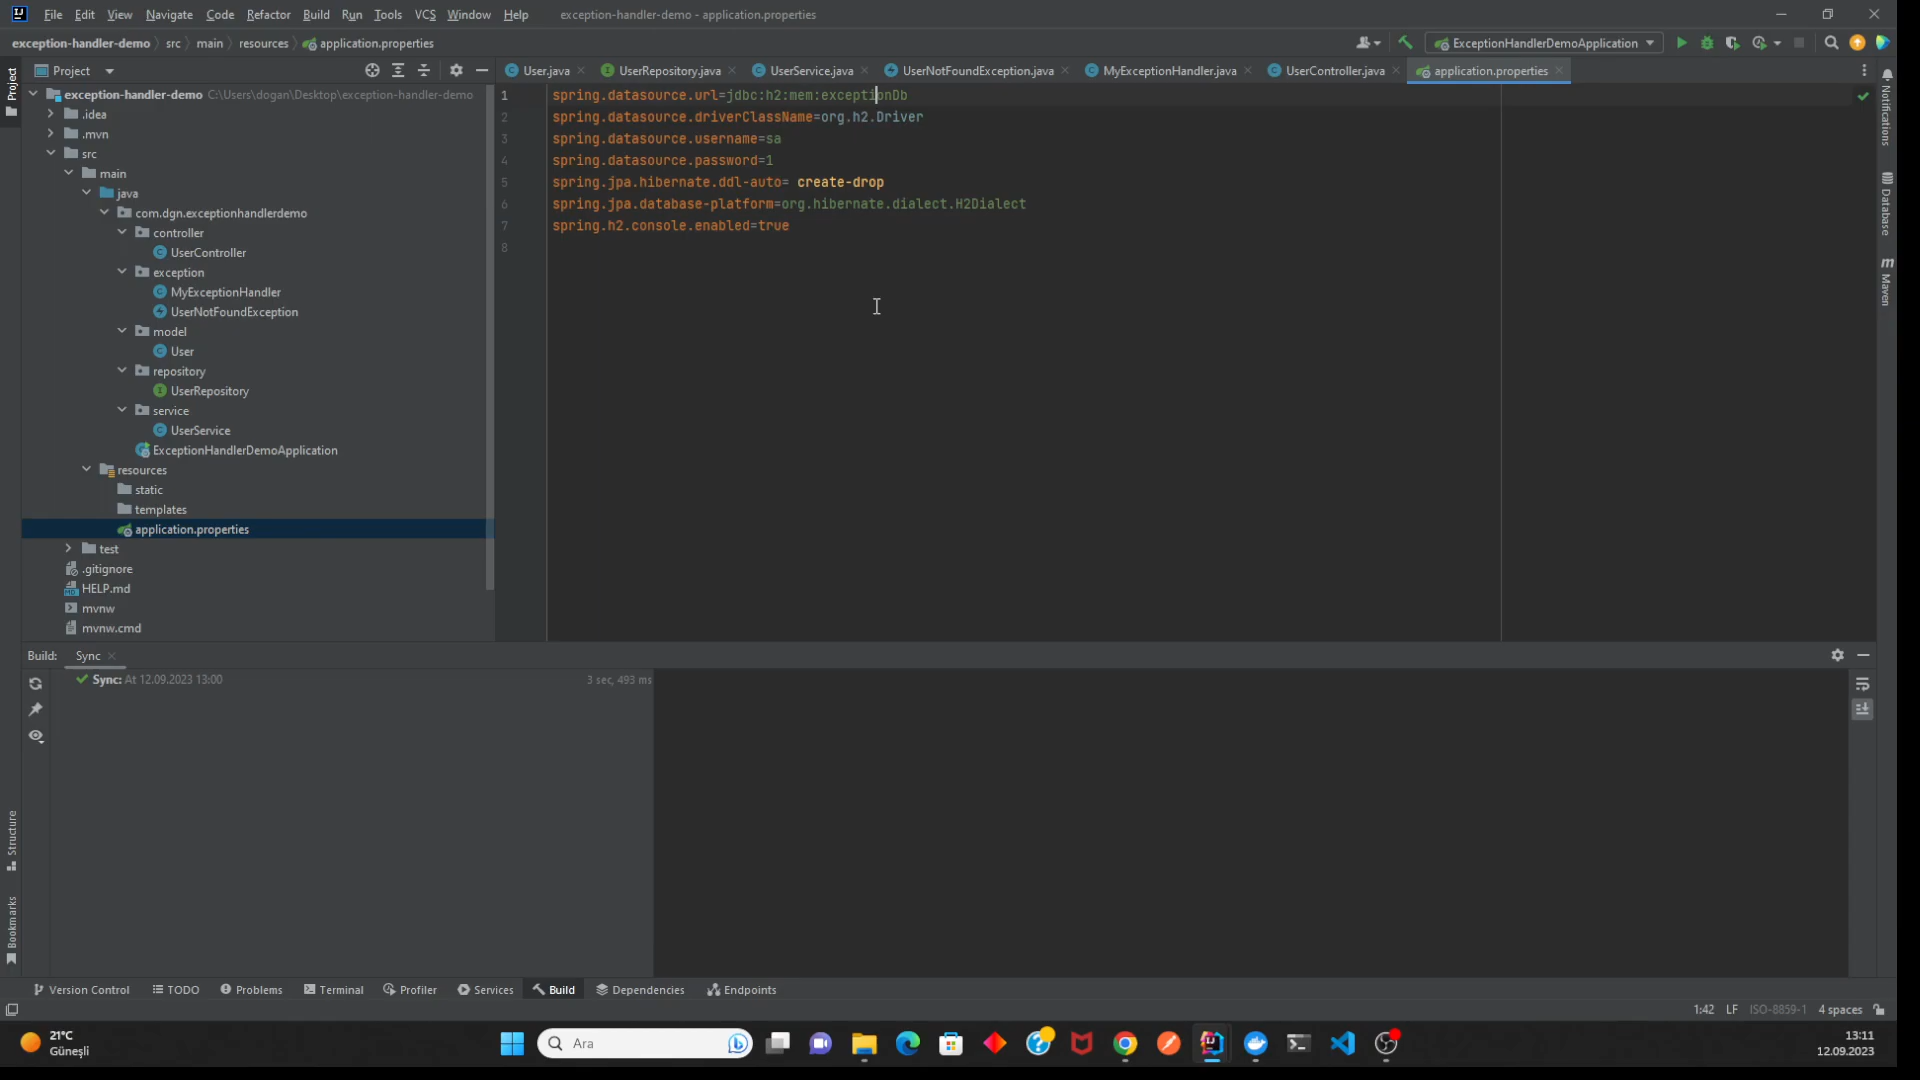 File Edit View Navigate Code Refactor Build Run Tools VCS Window Help exception-handler-demo - application.properties
exception-handler-demo src main resources application.properties ExceptionHandlerDemoApplication
Project
User.java UserRepository.java UserService.java UserNotFoundException.java MyExceptionHandler.java UserController.java application.properties
exception-handler-demo C:\Users\dogan\Desktop\exception-handler-demo
.idea
.mvn
src
main
java
com.dgn.exceptionhandlerdemo
controller
UserController
exception
MyExceptionHandler
UserNotFoundException
model
User
repository
UserRepository
service
UserService
ExceptionHandlerDemoApplication
resources
static
templates
application.properties
test
.gitignore
HELP.md
mvnw
mvnw.cmd
1 spring.datasource.url=jdbc:h2:mem:exceptionDb
2 spring.datasource.driverClassName=org.h2.Driver
3 spring.datasource.username=sa
4 spring.datasource.password=1
5 spring.jpa.hibernate.ddl-auto= create-drop
6 spring.jpa.database-platform=org.hibernate.dialect.H2Dialect
7 spring.h2.console.enabled=true
8
Project
Structure
Bookmarks
Notifications
Database
m Maven
Build: Sync
Sync: At 12.09.2023 13:00 3 sec, 493 ms
Version Control TODO Problems Terminal Profiler Services Build Dependencies Endpoints
1:42 LF ISO-8859-1 4 spaces
21°C
Güneşli
Ara
13:11
12.09.2023